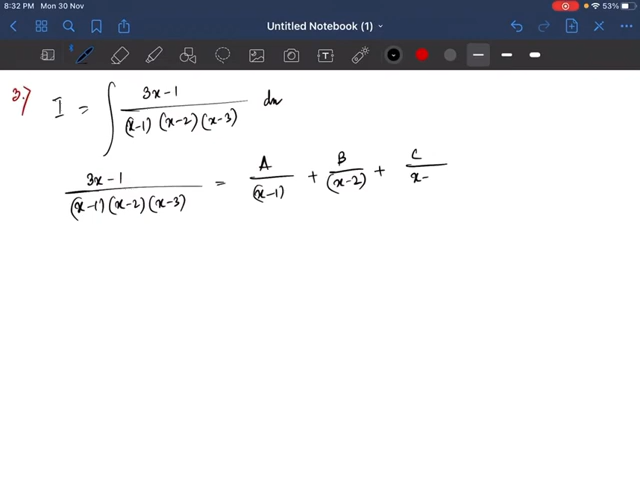 8:32 PM Mon 30 Nov
53%
Untitled Notebook (1)
3.) I = ∫ 3x-1 / (x-1) (x-2) (x-3) dx
3x-1 / (x-1)(x-2)(x-3) = A / (x-1) + B / (x-2) + C / x-